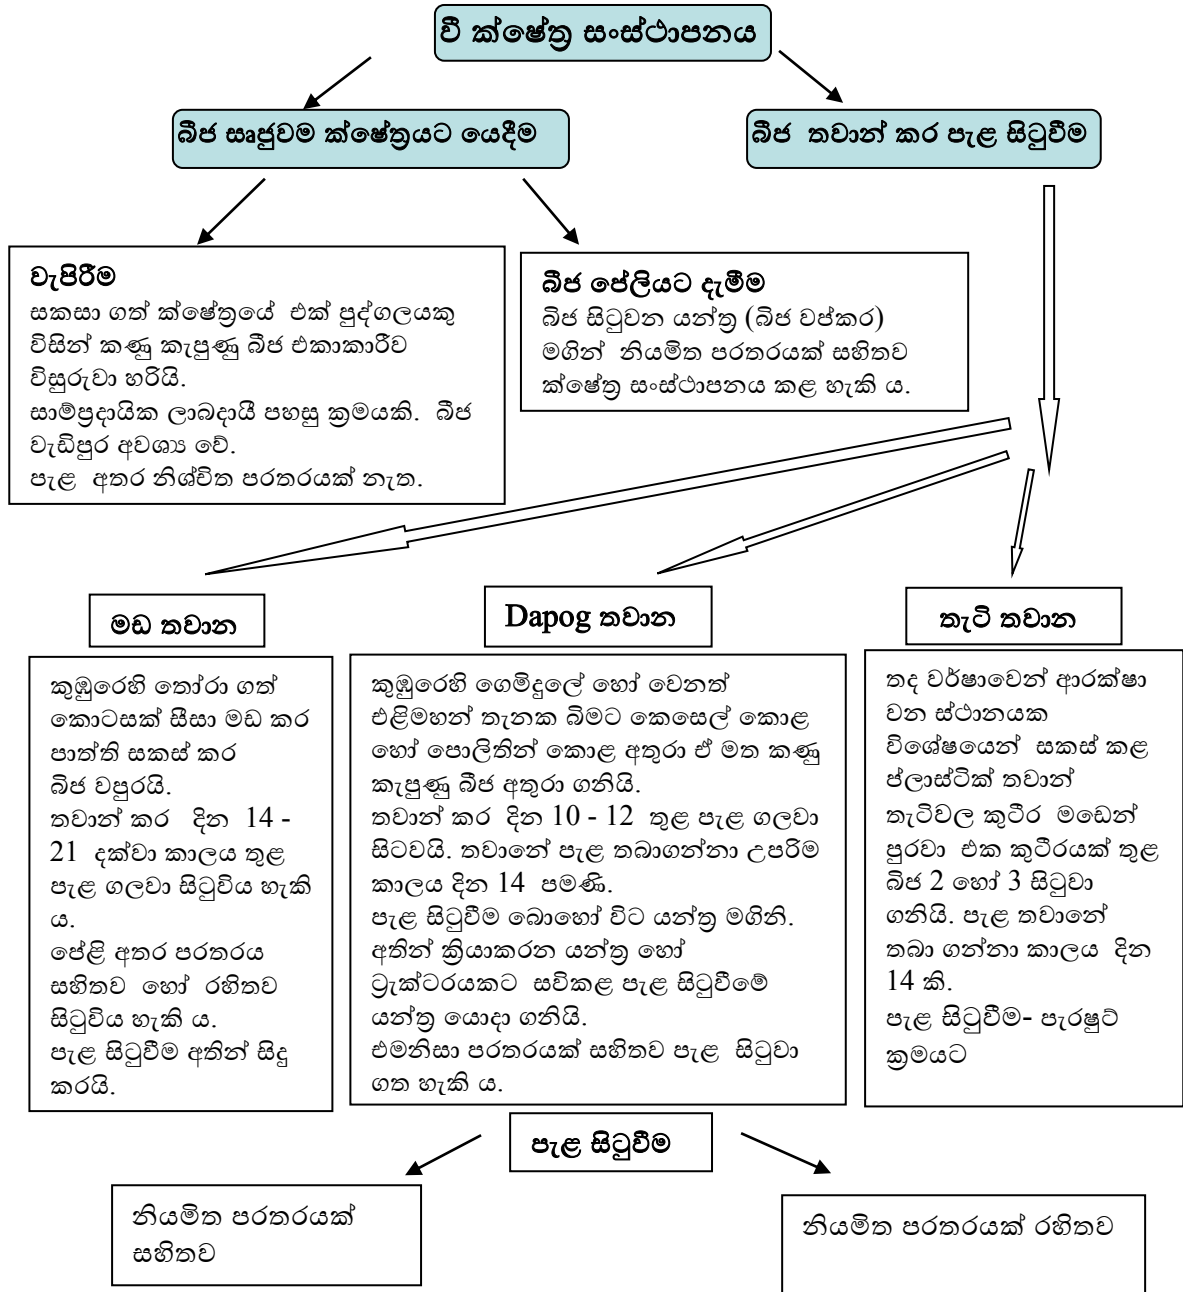 වී ක්ෂේත්‍ර සංස්ථාපනය
බීජ සෘජුවම ක්ෂේත්‍රයට යෙදීම
බීජ තවාන් කර පැළ සිටුවීම
වැපිරීම
සකසා ගත් ක්ෂේත්‍රයේ එක් පුද්ගලයකු
විසින් කණු කැපුණු බීජ එකාකාරීව
විසුරුවා හරියි.
සාම්ප්‍රදායික ලාබදායී පහසු ක්‍රමයකි. බීජ
වැඩිපුර අවශ්‍ය වේ.
පැළ අතර නිශ්චිත පරතරයක් නැත.
බීජ පේලියට දැමීම
බිජ සිටුවන යන්ත්‍ර (බිජ වප්කර)
මගින් නියමිත පරතරයක් සහිතව
ක්ෂේත්‍ර සංස්ථාපනය කළ හැකි ය.
මඩ තවාන
කුඹුරෙහි තෝරා ගත්
කොටසක් සීසා මඩ කර
පාත්ති සකස් කර
බිජ වපුරයි.
තවාන් කර දින 14 -
21 දක්වා කාලය තුළ
පැළ ගලවා සිටුවිය හැකි
ය.
පේළි අතර පරතරය
සහිතව හෝ රහිතව
සිටුවිය හැකි ය.
පැළ සිටුවීම අතින් සිදු
කරයි.
Dapog තවාන
කුඹුරෙහි ගෙමිදුලේ හෝ වෙනත්
එළිමහන් තැනක බිමට කෙසෙල් කොළ
හෝ පොලිතින් කොළ අතුරා ඒ මත කණු
කැපුණු බීජ අතුරා ගනියි.
තවාන් කර දින 10 - 12 තුළ පැළ ගලවා
සිටවයි. තවානේ පැළ තබාගන්නා උපරිම
කාලය දින 14 පමණි.
පැළ සිටුවීම බොහෝ විට යන්ත්‍ර මගිනි.
අතින් ක්‍රියාකරන යන්ත්‍ර හෝ
ට්‍රැක්ටරයකට සවිකළ පැළ සිටුවීමේ
යන්ත්‍ර යොදා ගනියි.
එමනිසා පරතරයක් සහිතව පැළ සිටුවා
ගත හැකි ය.
තැටි තවාන
තද වර්ෂාවෙන් ආරක්ෂා
වන ස්ථානයක
විශේෂයෙන් සකස් කළ
ප්ලාස්ටික් තවාන්
තැටිවල කුටීර මඩෙන්
පුරවා එක කුටීරයක් තුළ
බිජ 2 හෝ 3 සිටුවා
ගනියි. පැළ තවානේ
තබා ගන්නා කාලය දින
14 කි.
පැළ සිටුවීම- පැරෂුට්
ක්‍රමයට
පැළ සිටුවීම
නියමිත පරතරයක්
සහිතව
නියමිත පරතරයක් රහිතව